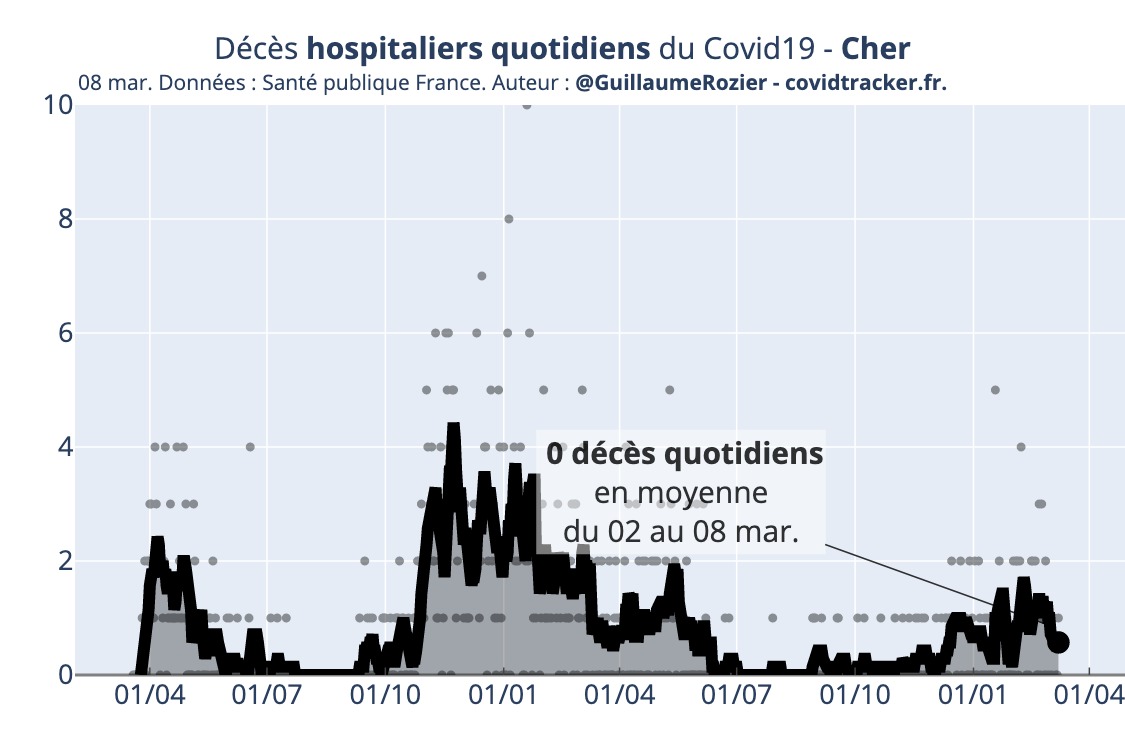 Décès hospitaliers quotidiens du Covid19 - Cher
08 mar. Données : Santé publique France. Auteur : @GuillaumeRozier - covidtracker.fr.
10
8
6
4
2
0
0 décès quotidiens
en moyenne
du 02 au 08 mar.
01/04 01/07 01/10 01/01 01/04 01/07 01/10 01/01 01/04